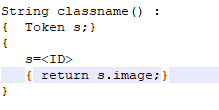 String classname() :
{  Token s;}
{
   s=<ID>
   { return s.image;}
}